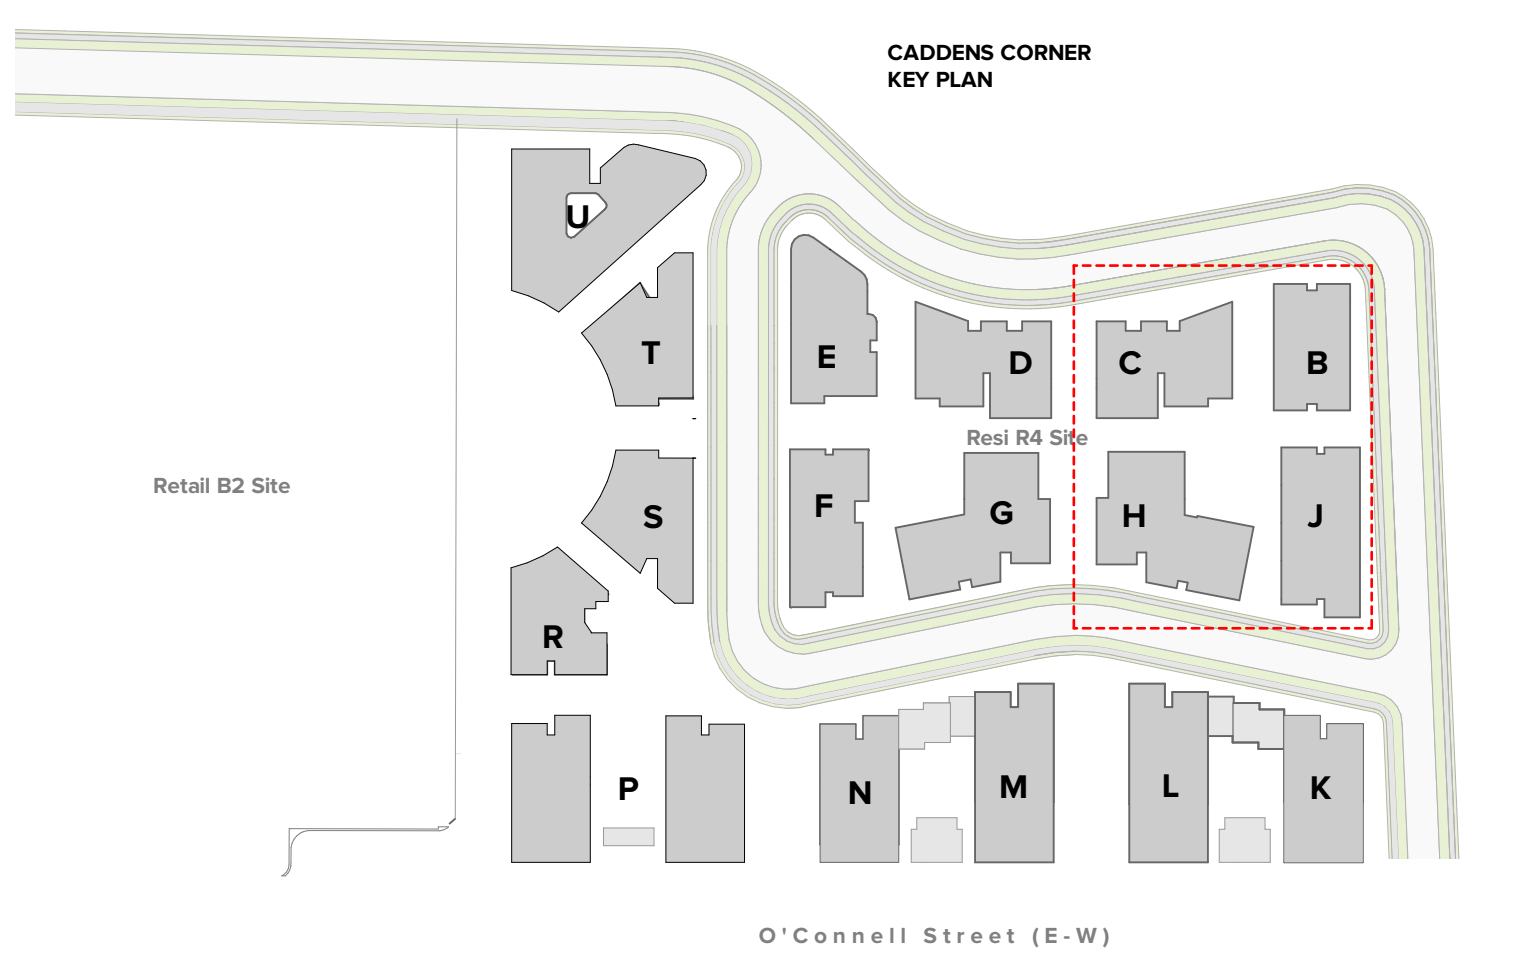 CADDENS CORNER
KEY PLAN
U
T
E
D
C
B
Resi R4 Site
Retail B2 Site
S
F
G
H
J
R
P
N
M
L
K
O'Connell Street (E-W)